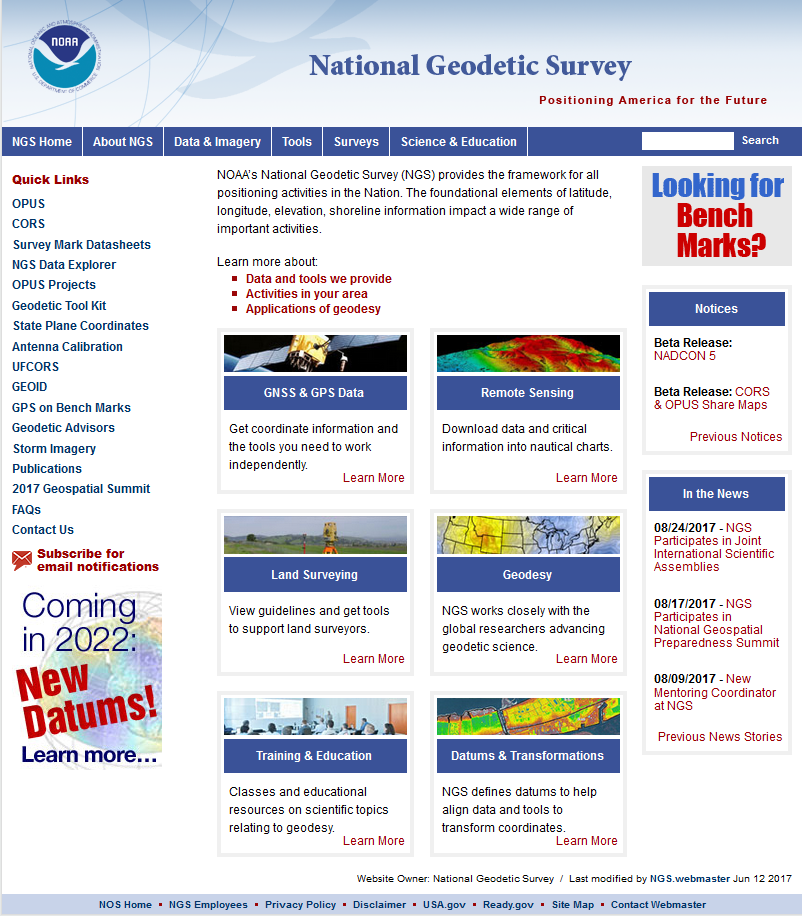 NATIONAL OCEANIC AND ATMOSPHERIC ADMINISTRATION
NOAA
U.S. DEPARTMENT OF COMMERCE
National Geodetic Survey
Positioning America for the Future
NGS Home
About NGS
Data & Imagery
Tools
Surveys
Science & Education
Search
Quick Links
OPUS
CORS
Survey Mark Datasheets
NGS Data Explorer
OPUS Projects
Geodetic Tool Kit
State Plane Coordinates
Antenna Calibration
UFCORS
GEOID
GPS on Bench Marks
Geodetic Advisors
Storm Imagery
Publications
2017 Geospatial Summit
FAQs
Contact Us
Subscribe for
email notifications
Coming
in 2022:
New
Datums!
Learn more...
NOAA's National Geodetic Survey (NGS) provides the framework for all
positioning activities in the Nation. The foundational elements of latitude,
longitude, elevation, shoreline information impact a wide range of
important activities.
Learn more about:
Data and tools we provide
Activities in your area
Applications of geodesy
GNSS & GPS Data
Get coordinate information and
the tools you need to work
independently.
Learn More
Remote Sensing
Download data and critical
information into nautical charts.
Learn More
Land Surveying
View guidelines and get tools
to support land surveyors.
Learn More
Geodesy
NGS works closely with the
global researchers advancing
geodetic science.
Learn More
Training & Education
Classes and educational
resources on scientific topics
relating to geodesy.
Learn More
Datums & Transformations
NGS defines datums to help
align data and tools to
transform coordinates.
Learn More
Looking for
Bench
Marks?
Notices
Beta Release:
NADCON 5
Beta Release: CORS
& OPUS Share Maps
Previous Notices
In the News
08/24/2017 - NGS
Participates in Joint
International Scientific
Assemblies
08/17/2017 - NGS
Participates in
National Geospatial
Preparedness Summit
08/09/2017 - New
Mentoring Coordinator
at NGS
Previous News Stories
Website Owner: National Geodetic Survey / Last modified by NGS.webmaster Jun 12 2017
NOS Home ▪ NGS Employees ▪ Privacy Policy ▪ Disclaimer ▪ USA.gov ▪ Ready.gov ▪ Site Map ▪ Contact Webmaster